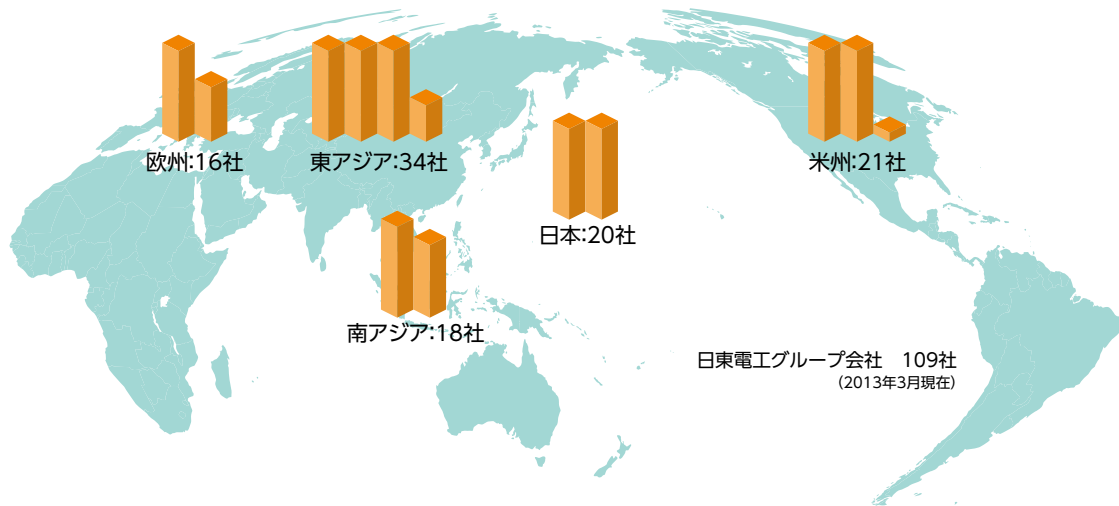 欧州:16社
東アジア:34社
米州:21社
日本:20社
南アジア:18社
日東電工グループ会社　109社
(2013年3月現在)